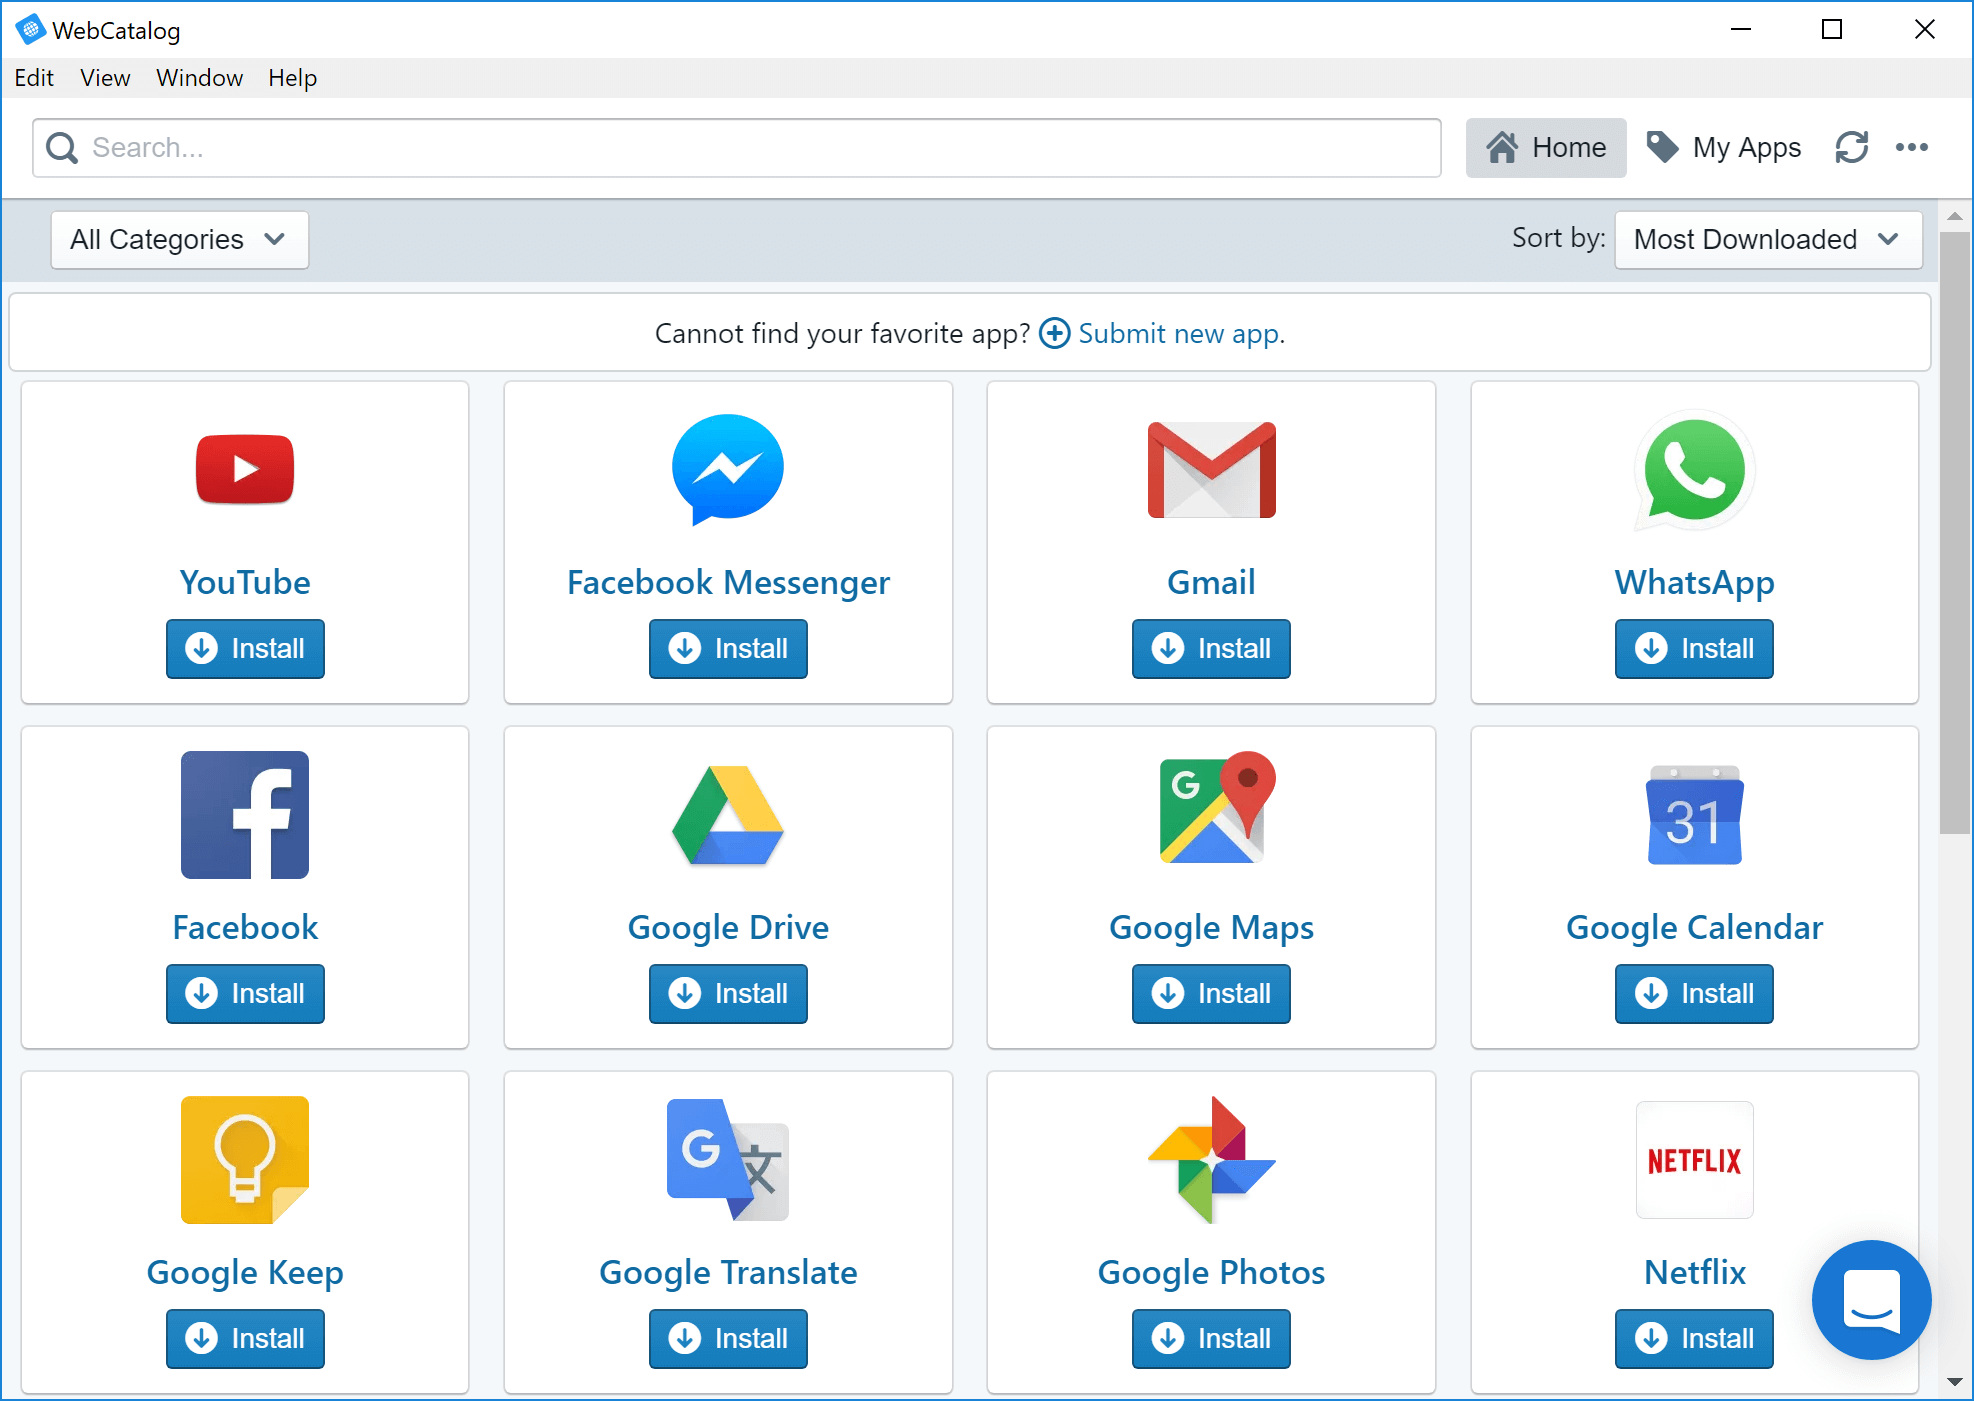 WebCatalog
Edit View Window Help
Search... Home My Apps
All Categories Sort by: Most Downloaded
Cannot find your favorite app? Submit new app.
G 31
YouTube Facebook Messenger Gmail WhatsApp
Install Install Install Install
Facebook Google Drive Google Maps Google Calendar
Install Install Install Install
G 文 NETFLIX
Google Keep Google Translate Google Photos Netflix
Install Install Install Install